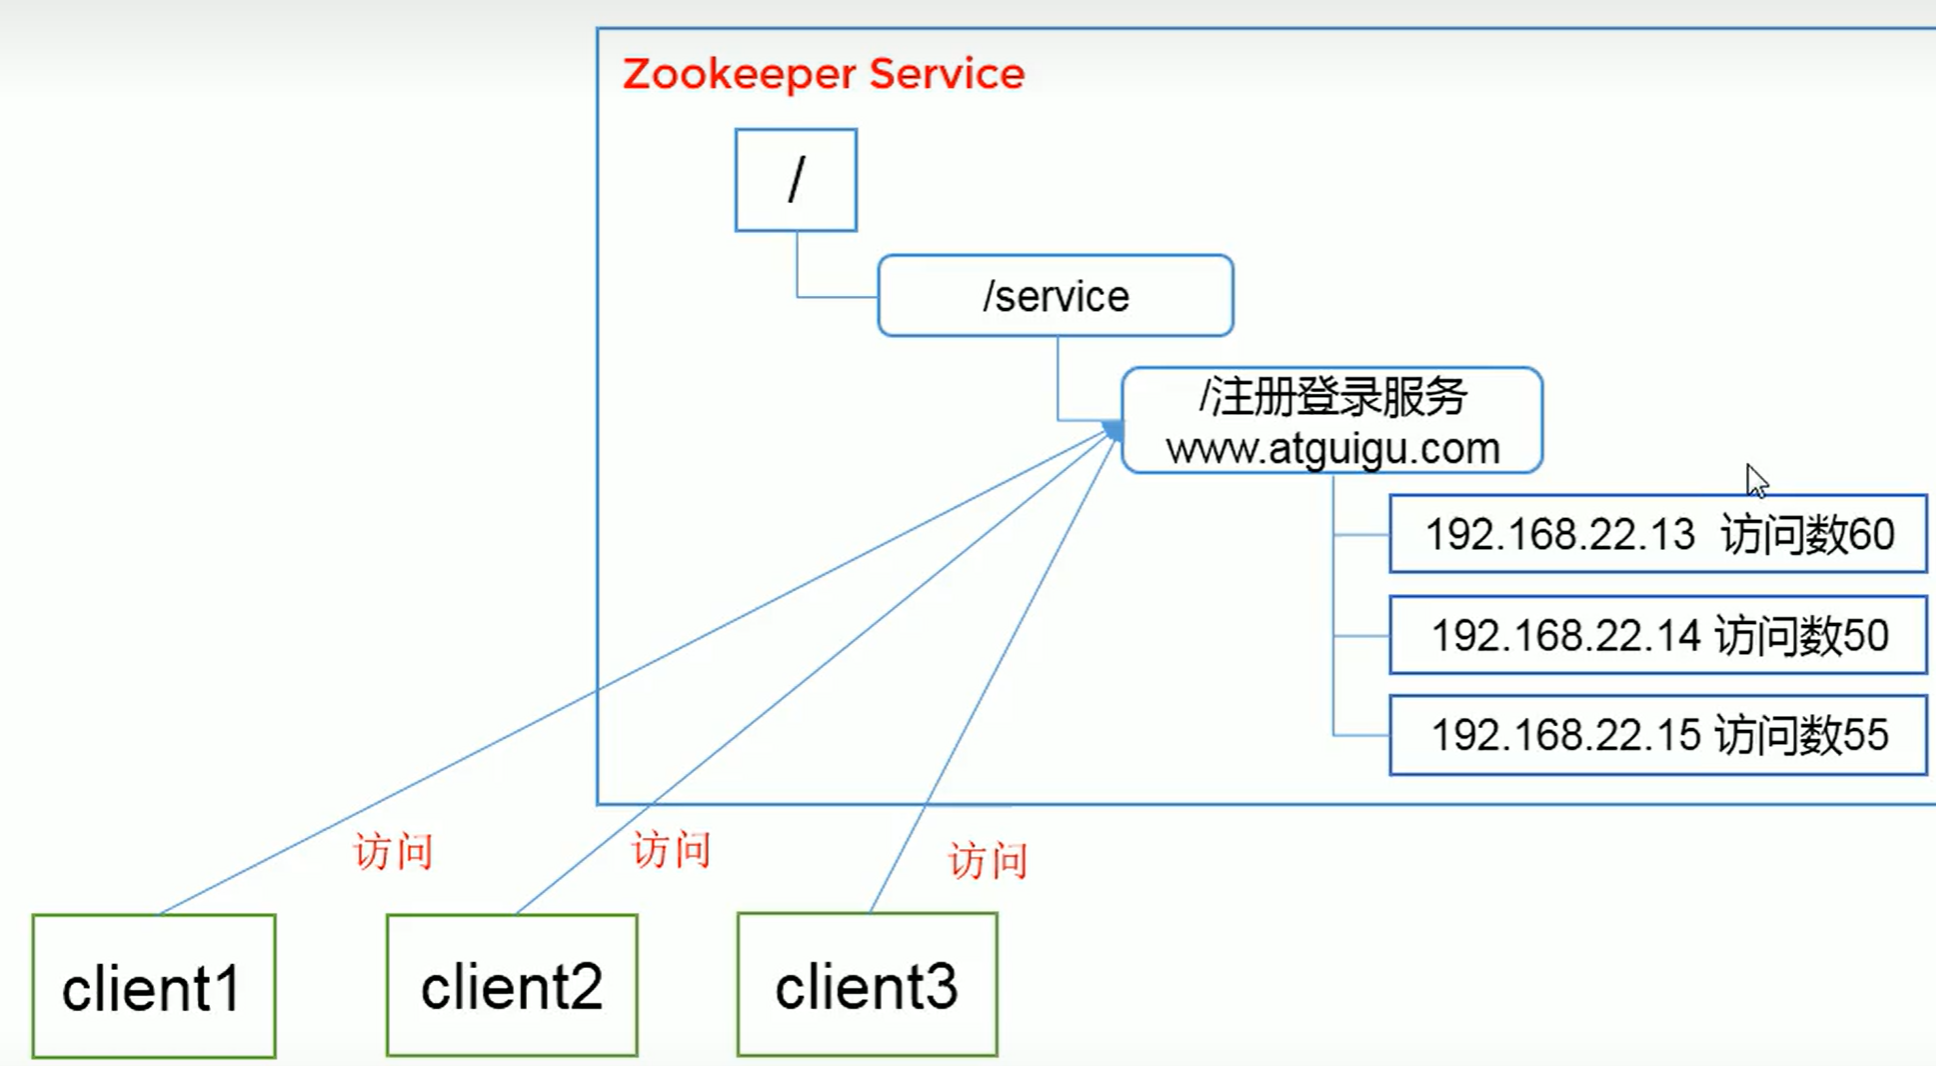 Zookeeper Service
/
/service
/注册登录服务
www.atguigu.com
192.168.22.13 访问数60
192.168.22.14 访问数50
192.168.22.15 访问数55
访问
访问
访问
client1
client2
client3